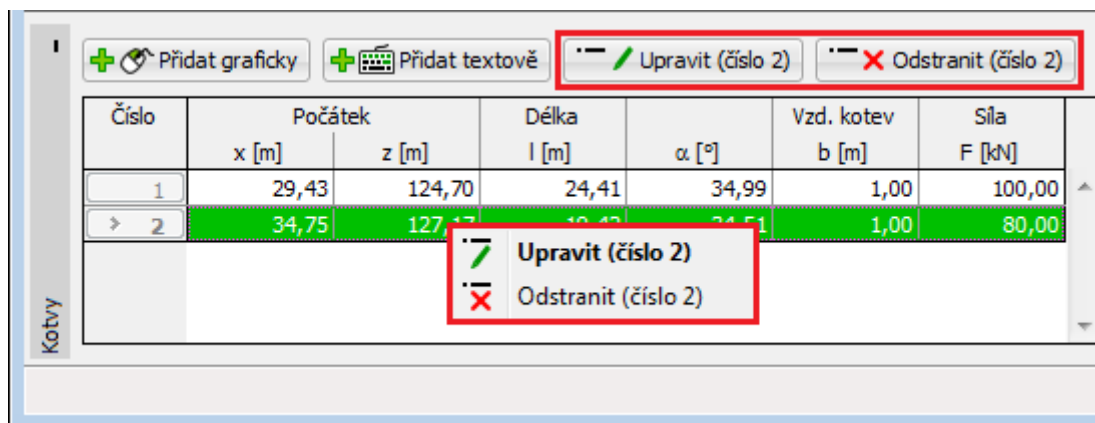 Přidat graficky Přidat textově Upravit (číslo 2) Odstranit (číslo 2)
Číslo Počátek Délka Vzd. kotev Síla
x [m] z [m] l [m] α [°] b [m] F [kN]
1 29,43 124,70 24,41 34,99 1,00 100,00
2 34,75 127,17 1,00 80,00
Upravit (číslo 2)
Odstranit (číslo 2)
Kotvy